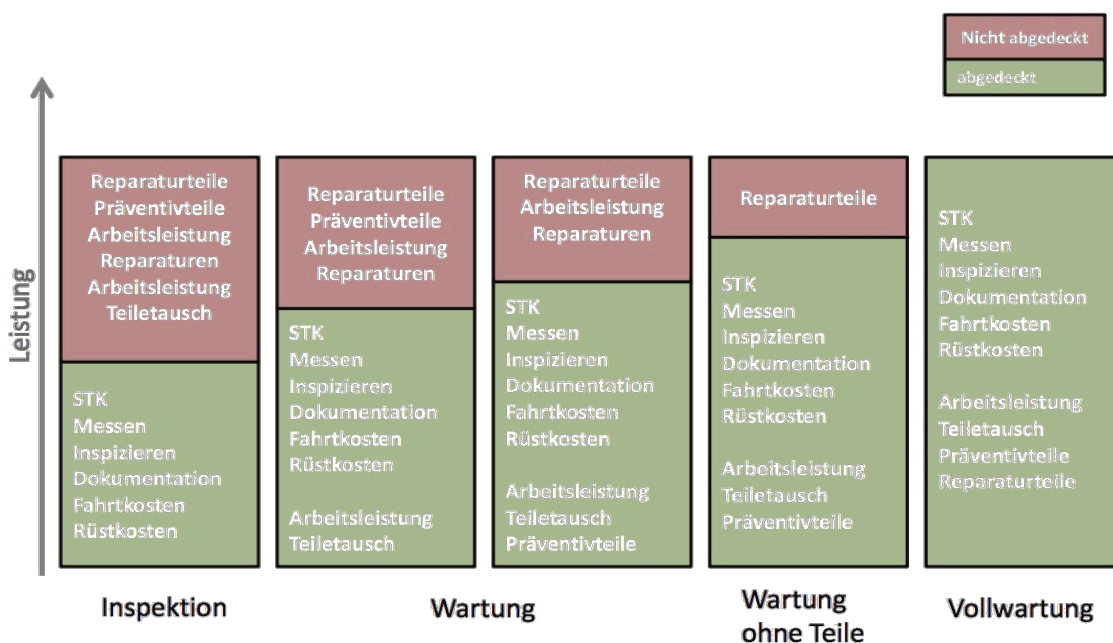 Nicht abgedeckt
abgedeckt
Leistung
Reparaturteile
Präventivteile
Arbeitsleistung
Reparaturen
Arbeitsleistung
Teiletausch
STK
Messen
Inspizieren
Dokumentation
Fahrtkosten
Rüstkosten
Inspektion
Reparaturteile
Präventivteile
Arbeitsleistung
Reparaturen
STK
Messen
Inspizieren
Dokumentation
Fahrtkosten
Rüstkosten
Arbeitsleistung
Teiletausch
Reparaturteile
Arbeitsleistung
Reparaturen
STK
Messen
Inspizieren
Dokumentation
Fahrtkosten
Rüstkosten
Arbeitsleistung
Teiletausch
Präventivteile
Wartung
Reparaturteile
STK
Messen
Inspizieren
Dokumentation
Fahrtkosten
Rüstkosten
Arbeitsleistung
Teiletausch
Präventivteile
Wartung
ohne Teile
STK
Messen
Inspizieren
Dokumentation
Fahrtkosten
Rüstkosten
Arbeitsleistung
Teiletausch
Präventivteile
Reparaturteile
Vollwartung